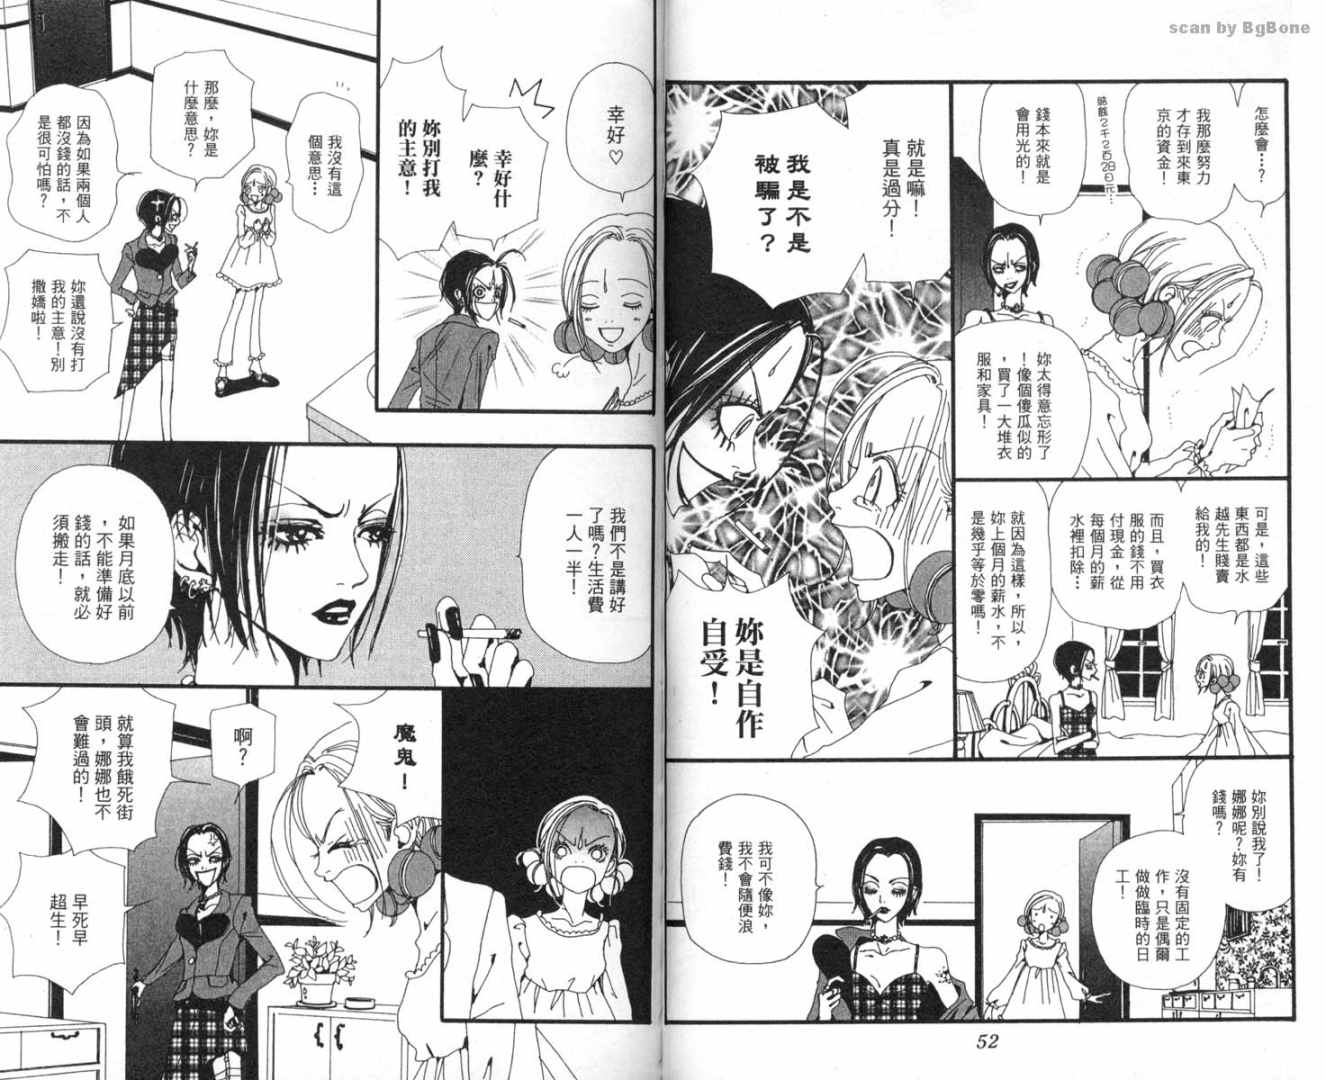 scan by BgBone
怎麼會…?
我那麼努力
才存到來東
京的資金！
錢本來就是
會用光的！
妳太得意忘形了
！像個傻瓜似的
，買了一大堆衣
服和家具！
就是嘛！
真是過分！
我是不是
被騙了？
妳是自作
自受！
可是，這些
東西都是水
越先生賤賣
給我的！
而且，買衣
服的錢不用
付現金，從
每個月的薪
水裡扣除…
就因為這樣，所以，
妳上個月的薪水，不
是幾乎等於零嗎！
妳別說我了！
娜娜呢？妳有
錢嗎？
沒有固定的工
作，只是偶爾
做做臨時的日
工！
我可不像妳，
我不會隨便浪
費錢！
52
幸好♡
幸好什
麼？
妳別打我
的主意！
我沒有這
個意思…
那麼，妳是
什麼意思？
因為如果兩個人
都沒錢的話，不
是很可怕嗎？
妳還說沒有打
我的主意！別
撒嬌啦！
我們不是講好
了嗎？生活費
一人一半！
如果月底以前
，不能準備好
錢的話，就必
須搬走！
魔鬼！
啊？
就算我餓死街
頭，娜娜也不
會難過的！
早死早
超生！